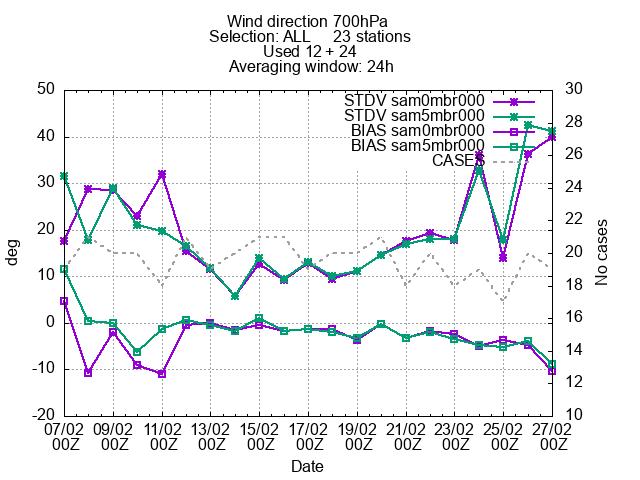 Wind direction 700hPa
Selection: ALL 23 stations
Used 12 + 24
Averaging window: 24h
STDV sam0mbr000
STDV sam5mbr000
BIAS sam0mbr000
BIAS sam5mbr000
CASES
50
40
30
20
10
0
-10
-20
deg
30
28
26
24
22
20
18
16
14
12
10
No cases
07/02 09/02 11/02 13/02 15/02 17/02 19/02 21/02 23/02 25/02 27/02
00Z 00Z 00Z 00Z 00Z 00Z 00Z 00Z 00Z 00Z 00Z
Date